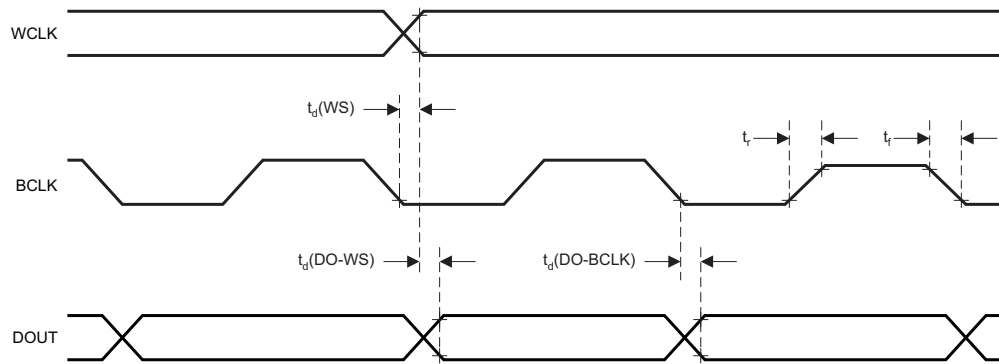 WCLK
t_d(WS)
t_r
t_f
BCLK
t_d(DO-WS)
t_d(DO-BCLK)
DOUT